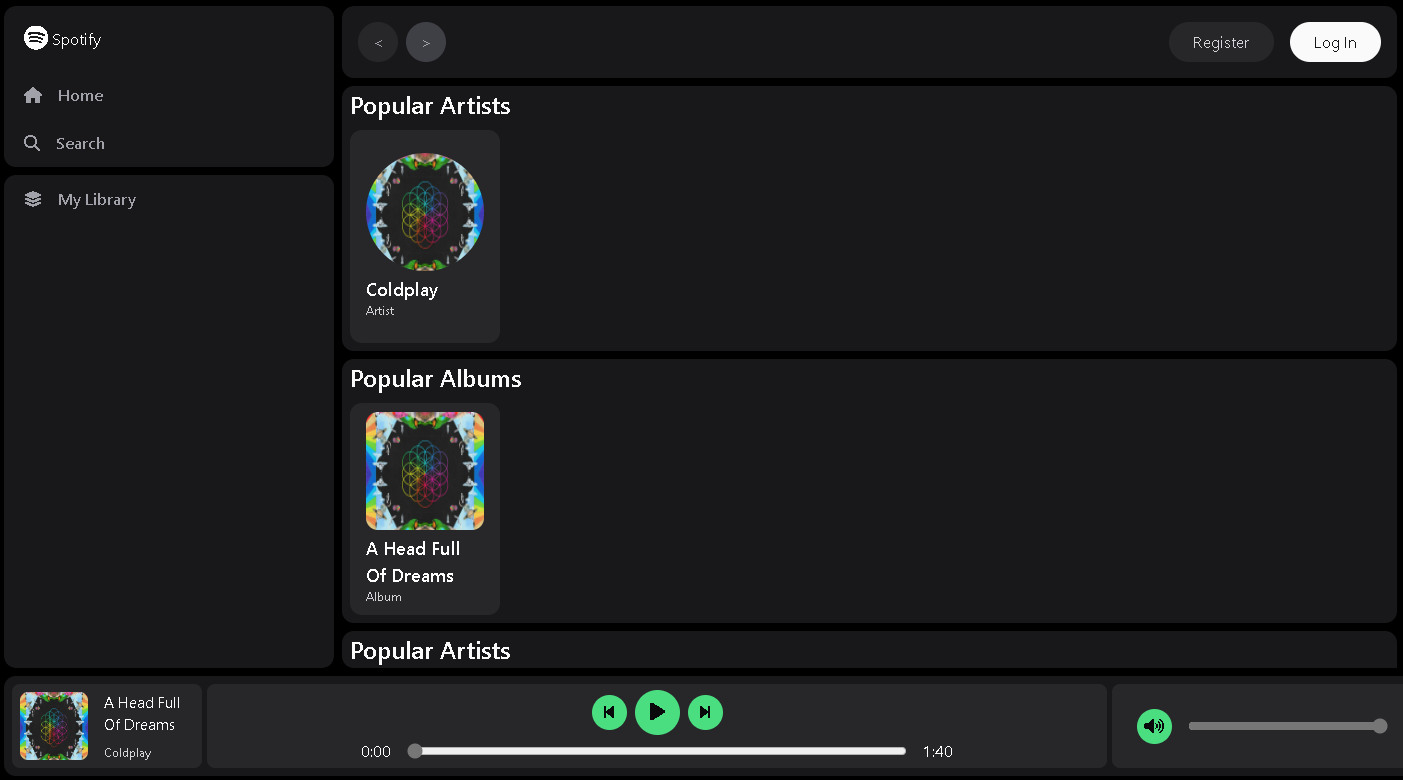 Spotify
Home
Search
My Library
< >
Register
Log In
Popular Artists
Coldplay
Artist
Popular Albums
A Head Full
Of Dreams
Album
Popular Artists
A Head Full
Of Dreams
Coldplay
0:00
1:40